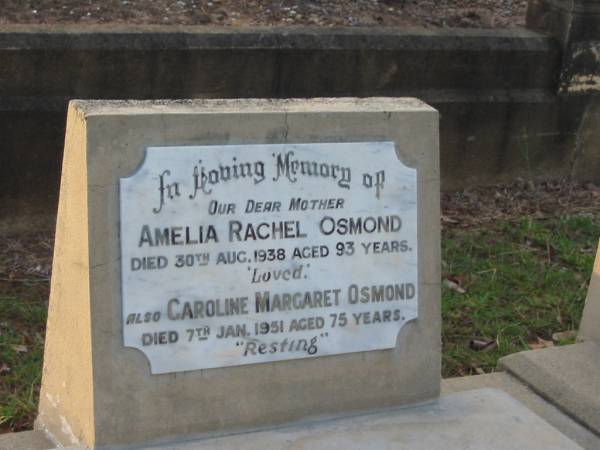 In Loving Memory of
OUR DEAR MOTHER
AMELIA RACHEL OSMOND
DIED 30TH AUG. 1938 AGED 93 YEARS.
'Loved.'
ALSO CAROLINE MARGARET OSMOND
DIED 7TH JAN. 1951 AGED 75 YEARS.
"Resting"